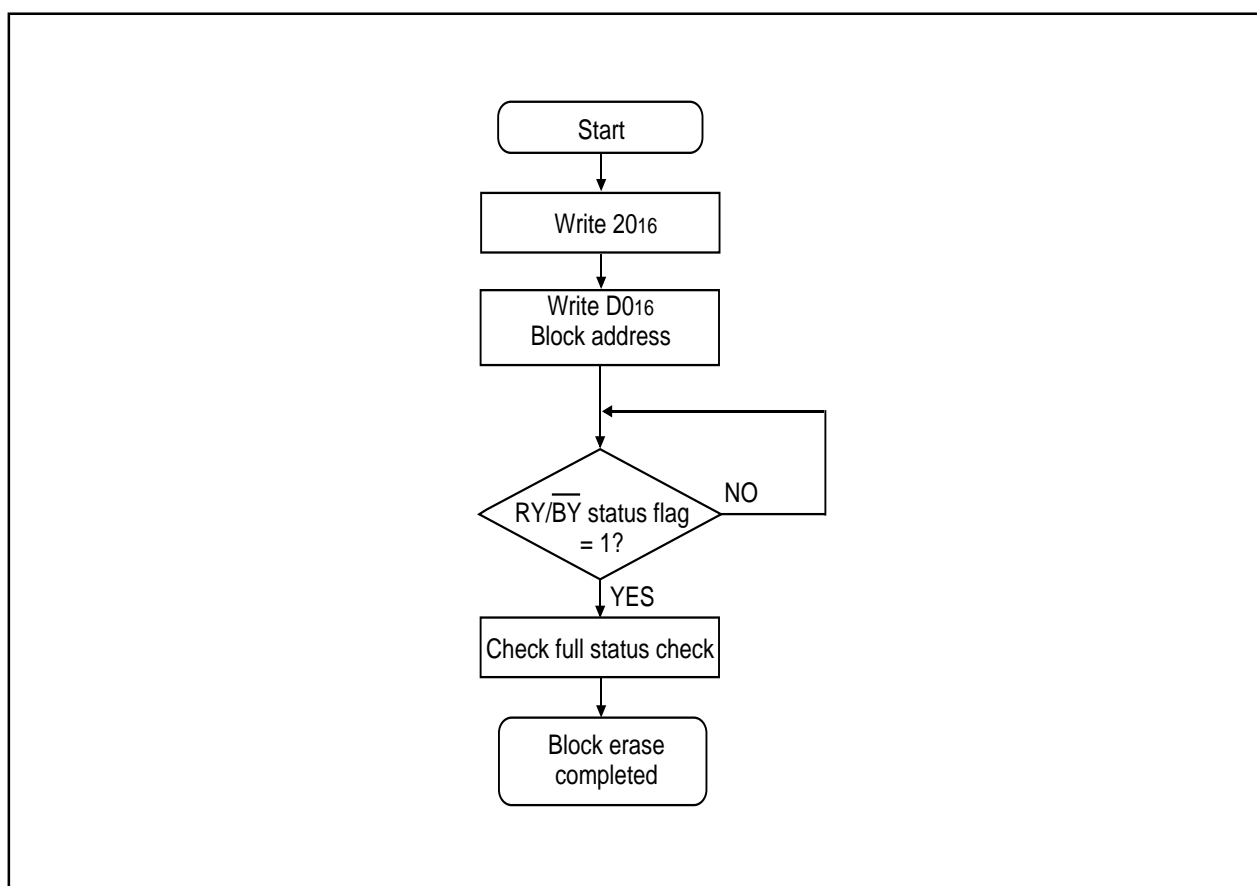 Start
Write 2016
Write D016
Block address
NO
RY/B̅Y̅ status flag
= 1?
YES
Check full status check
Block erase
completed